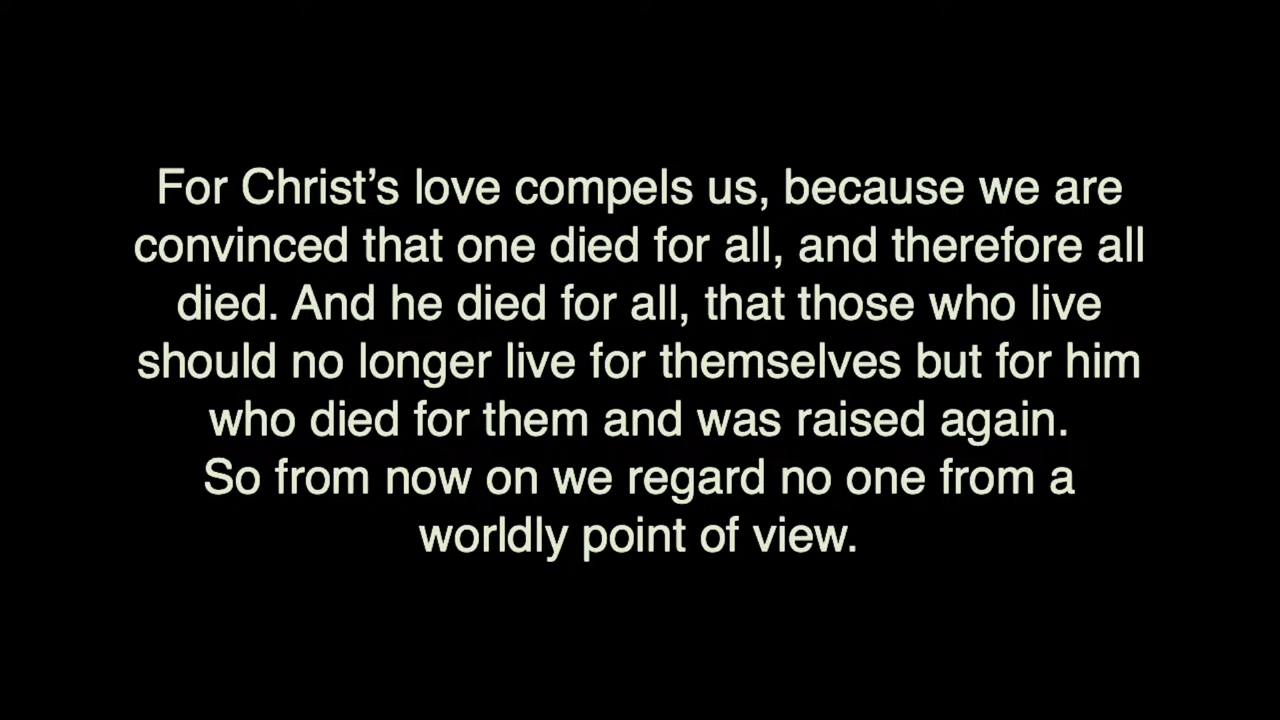 For Christ’s love compels us, because we are
convinced that one died for all, and therefore all
died. And he died for all, that those who live
should no longer live for themselves but for him
who died for them and was raised again.
So from now on we regard no one from a
worldly point of view.